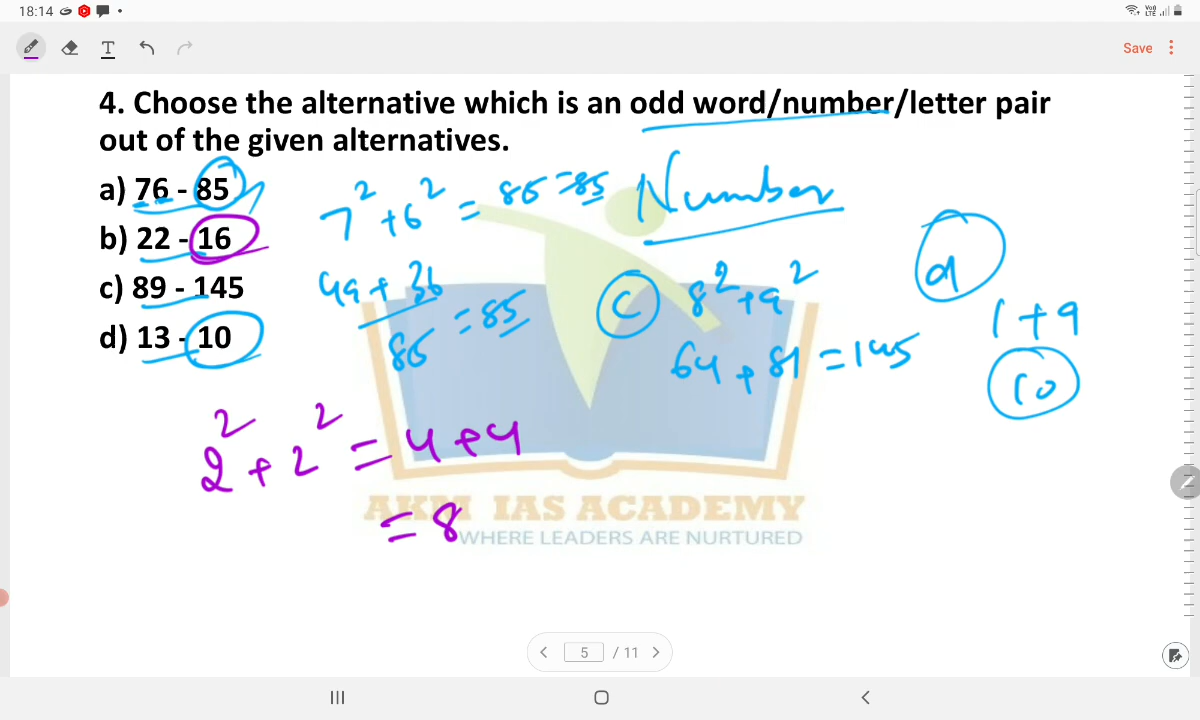 18:14
Save
4. Choose the alternative which is an odd word/number/letter pair
out of the given alternatives.
a) 76 - 85
b) 22 - 16
c) 89 - 145
d) 13 - 10
Number
7² + 6² = 85 = 85
49 + 36
85 = 85
C 8² + 9²
64 + 81 = 145
d
1 + 9
10
2² + 2² = 4 + 4
= 8
AKM IAS ACADEMY
WHERE LEADERS ARE NURTURED
5 / 11